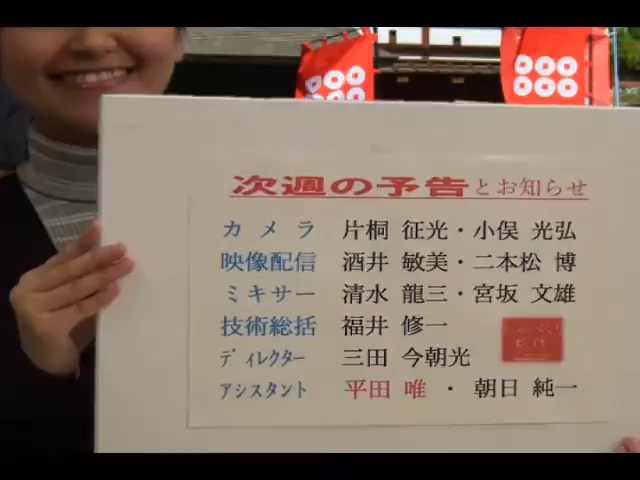 次週の予告とお知らせ
カメラ 片桐 征光・小俣 光弘
映像配信 酒井 敏美・二本松 博
ミキサー 清水 龍三・宮坂 文雄
技術総括 福井 修一
ディレクター 三田 今朝光
アシスタント 平田 唯 ・ 朝日 純一